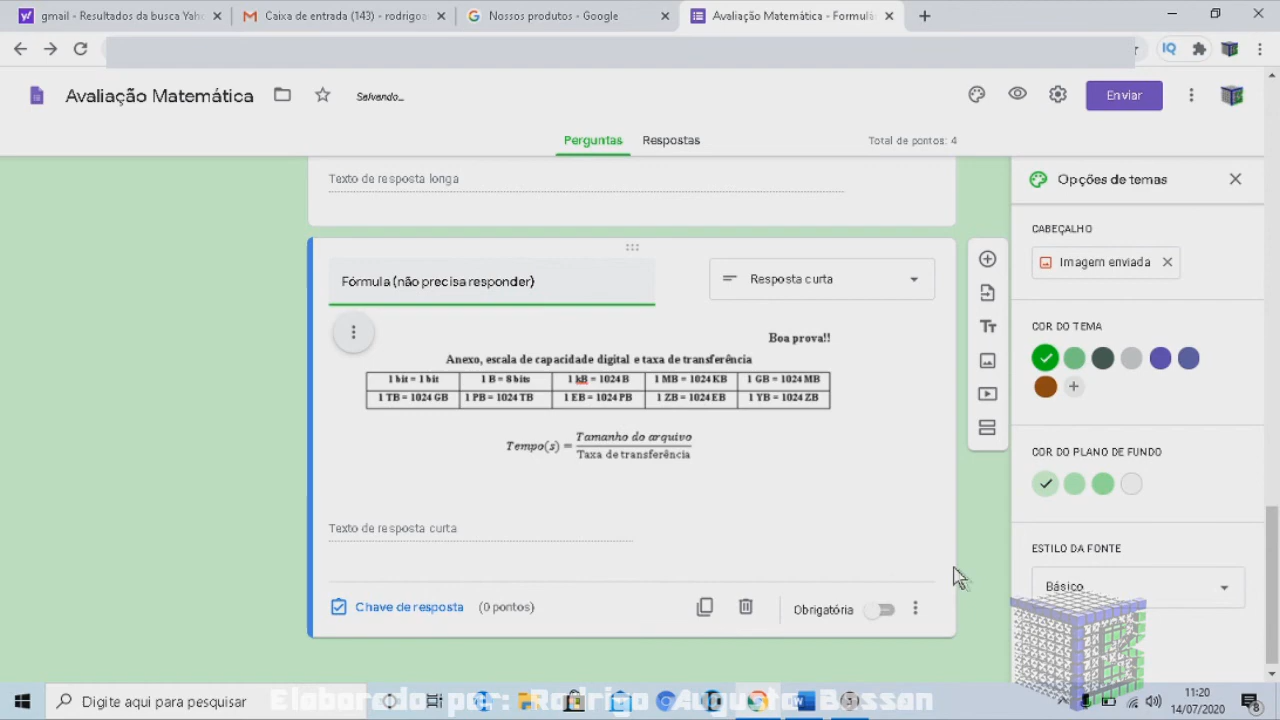 gmail - Resultados da busca Yah
Caixa de entrada (143) - rodrigo
Nossos produtos - Google
Avaliação Matemática - Formulá
IQ
Avaliação Matemática
Salvando...
Enviar
Perguntas
Respostas
Total de pontos: 4
Texto de resposta longa
Opções de temas
CABEÇALHO
Imagem enviada
Fórmula (não precisa responder)
Resposta curta
Tт
COR DO TEMA
Boa prova!!
Anexo, escala de capacidade digital e taxa de transferência
1 bit = 1 bit 1 B = 8 bits 1 kB = 1024 B 1 MB = 1024 KB 1 GB = 1024 MB
1 TB = 1024 GB 1 PB = 1024 TB 1 EB = 1024 PB 1 ZB = 1024 EB 1 YB = 1024 ZB
Tempo(s) = Tamanho do arquivo
Taxa de transferência
COR DO PLANO DE FUNDO
Texto de resposta curta
ESTILO DA FONTE
Básico
Chave de resposta
(0 pontos)
Obrigatória
Digite aqui para pesquisar
Elaborado por: Rodrigo Augusto Bossan
11:20
14/07/2020
8